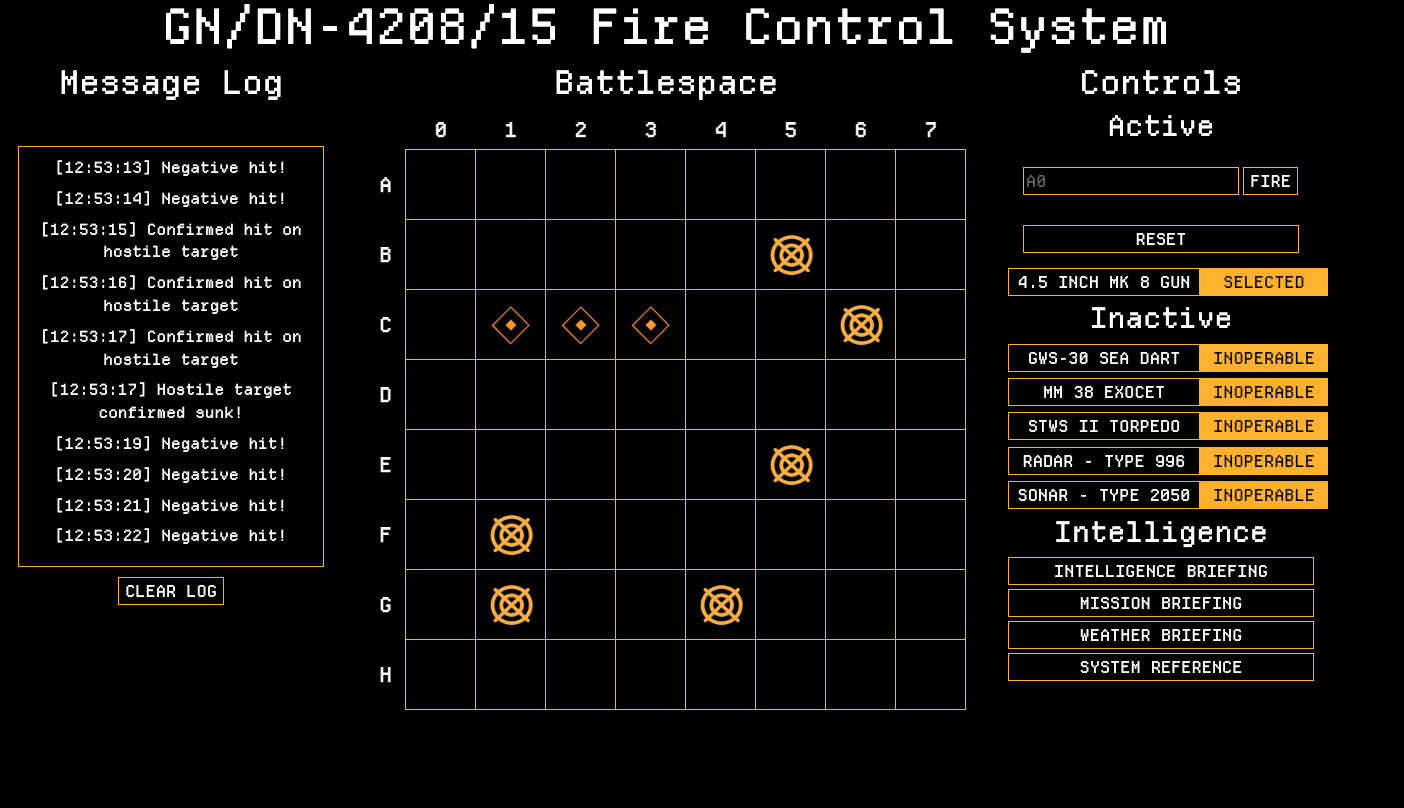 GN/DN-4208/15 Fire Control System
Message Log
[12:53:13] Negative hit!
[12:53:14] Negative hit!
[12:53:15] Confirmed hit on
hostile target
[12:53:16] Confirmed hit on
hostile target
[12:53:17] Confirmed hit on
hostile target
[12:53:17] Hostile target
confirmed sunk!
[12:53:19] Negative hit!
[12:53:20] Negative hit!
[12:53:21] Negative hit!
[12:53:22] Negative hit!
CLEAR LOG
Battlespace
0 1 2 3 4 5 6 7
A
B
C
D
E
F
G
H
Controls
Active
A0 FIRE
RESET
4.5 INCH MK 8 GUN SELECTED
Inactive
GWS-30 SEA DART INOPERABLE
MM 38 EXOCET INOPERABLE
STWS II TORPEDO INOPERABLE
RADAR - TYPE 996 INOPERABLE
SONAR - TYPE 2050 INOPERABLE
Intelligence
INTELLIGENCE BRIEFING
MISSION BRIEFING
WEATHER BRIEFING
SYSTEM REFERENCE